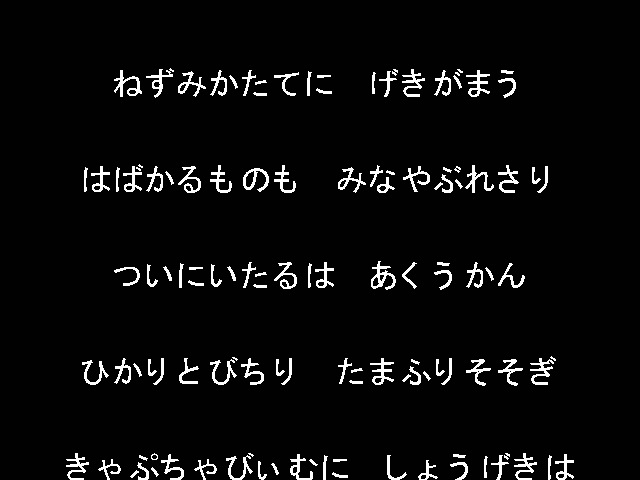 ねずみかたてに　げきがまう
はばかるものも　みなやぶれさり
ついにいたるは　あくうかん
ひかりとびちり　たまふりそそぎ
きゃぷちゃびぃむに　しょうげきは